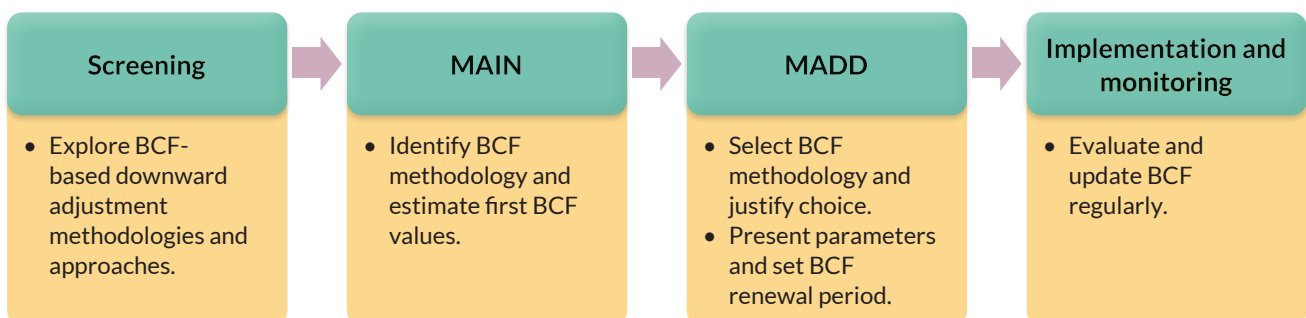 Screening
• Explore BCF-
based downward
adjustment
methodologies and
approaches.
MAIN
• Identify BCF
methodology and
estimate first BCF
values.
MADD
• Select BCF
methodology and
justify choice.
• Present parameters
and set BCF
renewal period.
Implementation and
monitoring
• Evaluate and
update BCF
regularly.